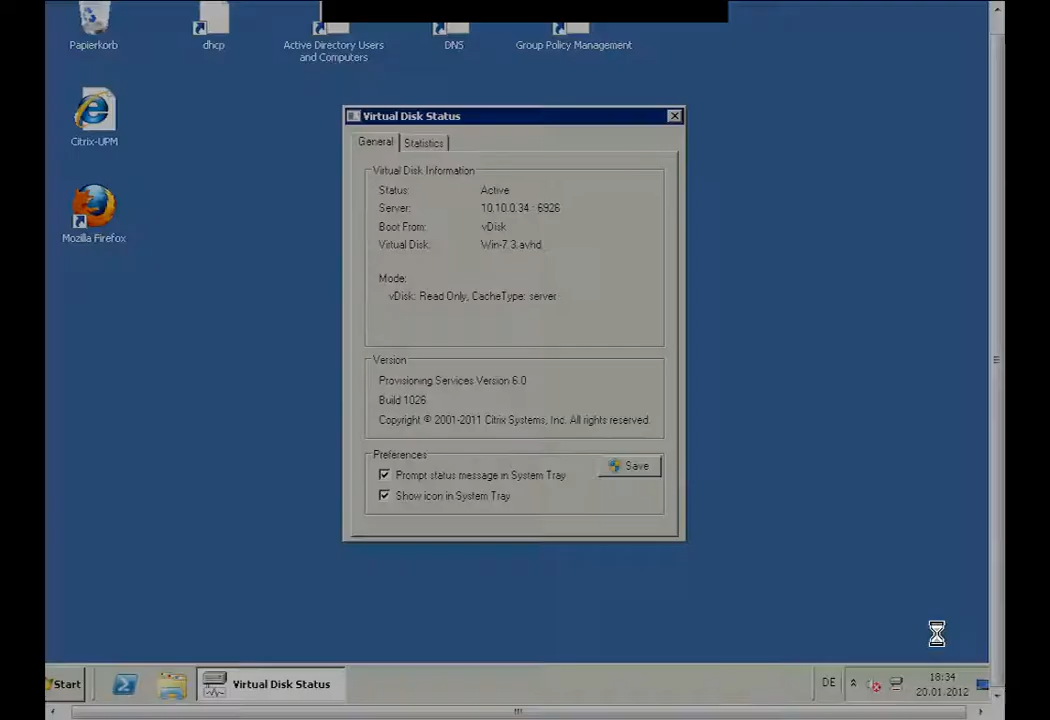 Papierkorb
dhcp
Active Directory Users
and Computers
DNS
Group Policy Management
Citrix-UPM
Mozilla Firefox
Virtual Disk Status
General
Statistics
Virtual Disk Information
Status: Active
Server: 10.10.0.34 - 6926
Boot From: vDisk
Virtual Disk: Win-7.3.avhd
Mode:
vDisk: Read Only, CacheType: server
Version
Provisioning Services Version 6.0
Build 1026
Copyright © 2001-2011 Citrix Systems, Inc. All rights reserved.
Preferences
Prompt status message in System Tray
Save
Show icon in System Tray
Start
Virtual Disk Status
DE
18:34
20.01.2012